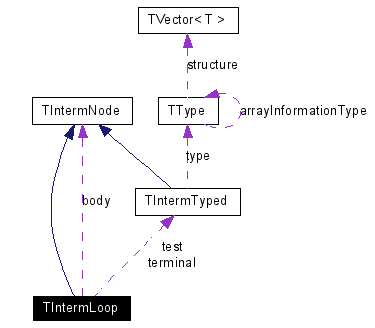 TVector< T >
structure
TIntermNode
TType
arrayInformationType
type
body
TIntermTyped
test
terminal
TIntermLoop